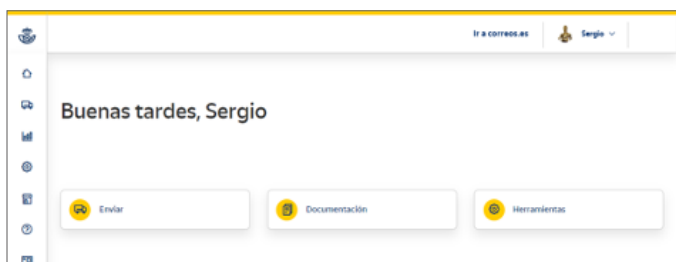 Ir a correos.es
Sergio
Buenas tardes, Sergio
Enviar
Documentación
Herramientas